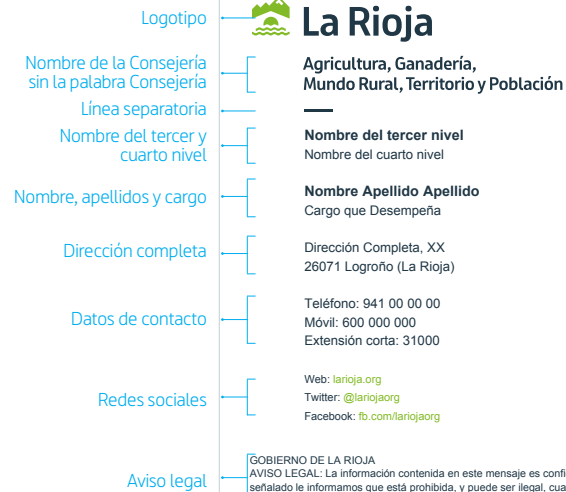 Logotipo
La Rioja
Nombre de la Consejería
sin la palabra Consejería
Agricultura, Ganadería,
Mundo Rural, Territorio y Población
Línea separatoria
Nombre del tercer y
cuarto nivel
Nombre del tercer nivel
Nombre del cuarto nivel
Nombre, apellidos y cargo
Nombre Apellido Apellido
Cargo que Desempeña
Dirección completa
Dirección Completa, XX
26071 Logroño (La Rioja)
Datos de contacto
Teléfono: 941 00 00 00
Móvil: 600 000 000
Extensión corta: 31000
Redes sociales
Web: larioja.org
Twitter: @lariojaorg
Facebook: fb.com/lariojaorg
Aviso legal
GOBIERNO DE LA RIOJA
AVISO LEGAL: La información contenida en este mensaje es confi
señalado le informamos que está prohibida, y puede ser ilegal, cua